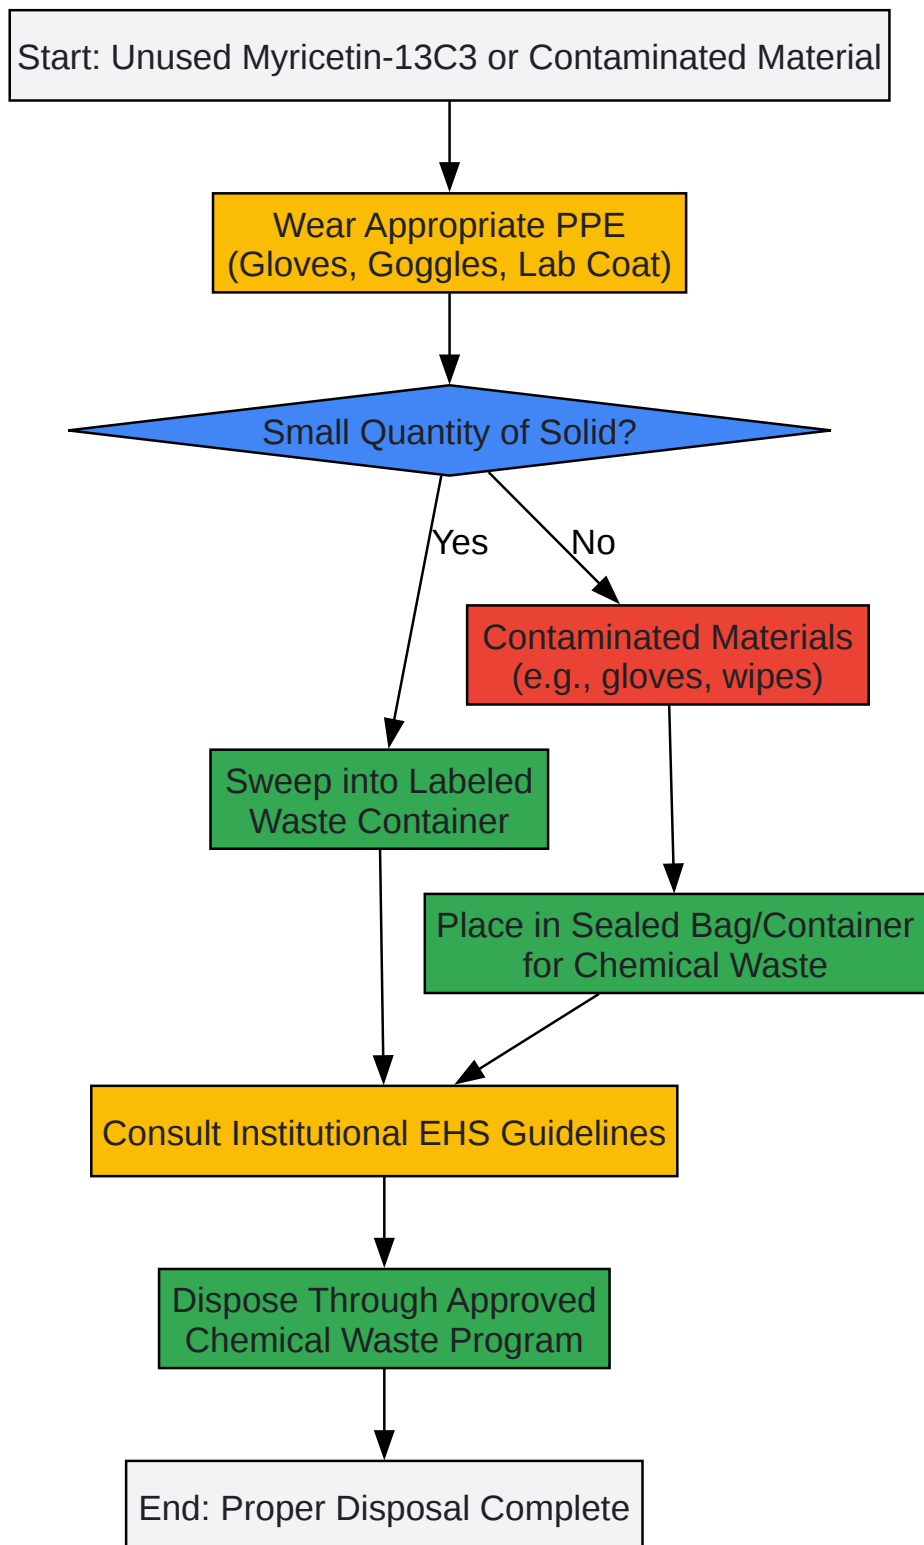 Start: Unused Myricetin-13C3 or Contaminated Material
Wear Appropriate PPE
(Gloves, Goggles, Lab Coat)
Small Quantity of Solid?
Yes
No
Contaminated Materials
(e.g., gloves, wipes)
Sweep into Labeled
Waste Container
Place in Sealed Bag/Container
for Chemical Waste
Consult Institutional EHS Guidelines
Dispose Through Approved
Chemical Waste Program
End: Proper Disposal Complete